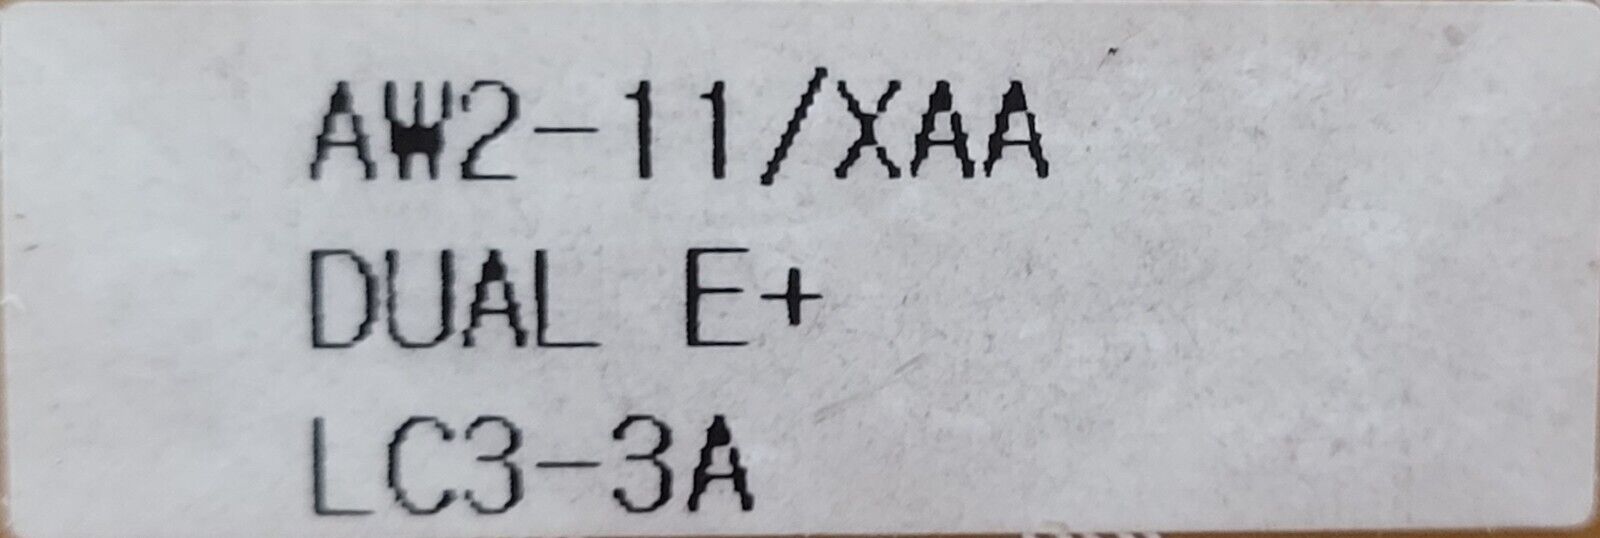 AW2-11/XAA
DUAL E+
LC3-3A